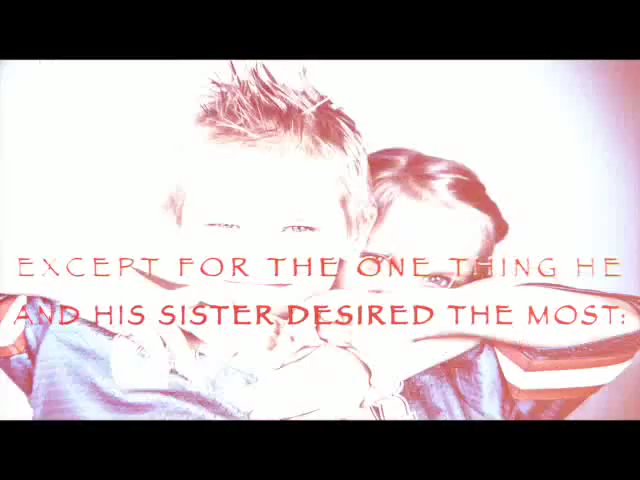 EXCEPT FOR THE ONE THING HE
AND HIS SISTER DESIRED THE MOST: